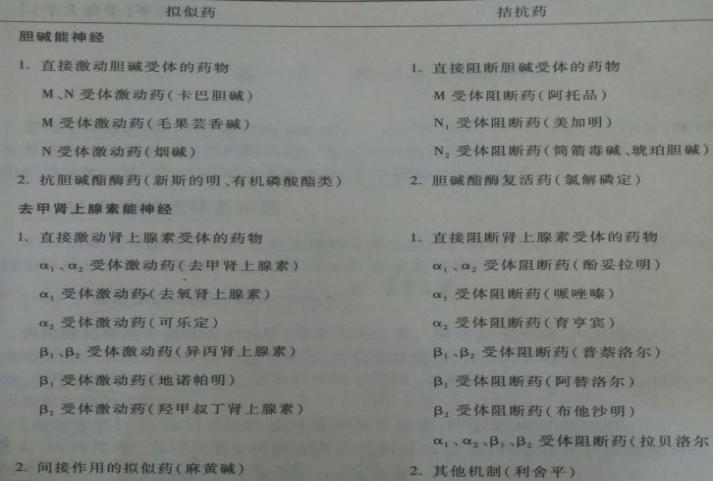 拟似药 拮抗药
胆碱能神经
1. 直接激动胆碱受体的药物 1. 直接阻断胆碱受体的药物
M、N 受体激动药(卡巴胆碱) M 受体阻断药(阿托品)
M 受体激动药(毛果芸香碱) N₁ 受体阻断药(美加明)
N 受体激动药(烟碱) N₂ 受体阻断药(筒箭毒碱、琥珀胆碱)
2. 抗胆碱酯酶药(新斯的明、有机磷酸酯类) 2. 胆碱酯酶复活药(氯解磷定)
去甲肾上腺素能神经
1. 直接激动肾上腺素受体的药物 1. 直接阻断肾上腺素受体的药物
α₁、α₂ 受体激动药(去甲肾上腺素) α₁、α₂ 受体阻断药(酚妥拉明)
α₁ 受体激动药(去氧肾上腺素) α₁ 受体阻断药(哌唑嗪)
α₂ 受体激动药(可乐定) α₂ 受体阻断药(育亨宾)
β₁、β₂ 受体激动药(异丙肾上腺素) β₁、β₂ 受体阻断药(普萘洛尔)
β₁ 受体激动药(地诺帕明) β₁ 受体阻断药(阿替洛尔)
β₂ 受体激动药(羟甲叔丁肾上腺素) β₂ 受体阻断药(布他沙明)
α₁、α₂、β₁、β₂ 受体阻断药(拉贝洛尔
2. 间接作用的拟似药(麻黄碱) 2. 其他机制(利舍平)